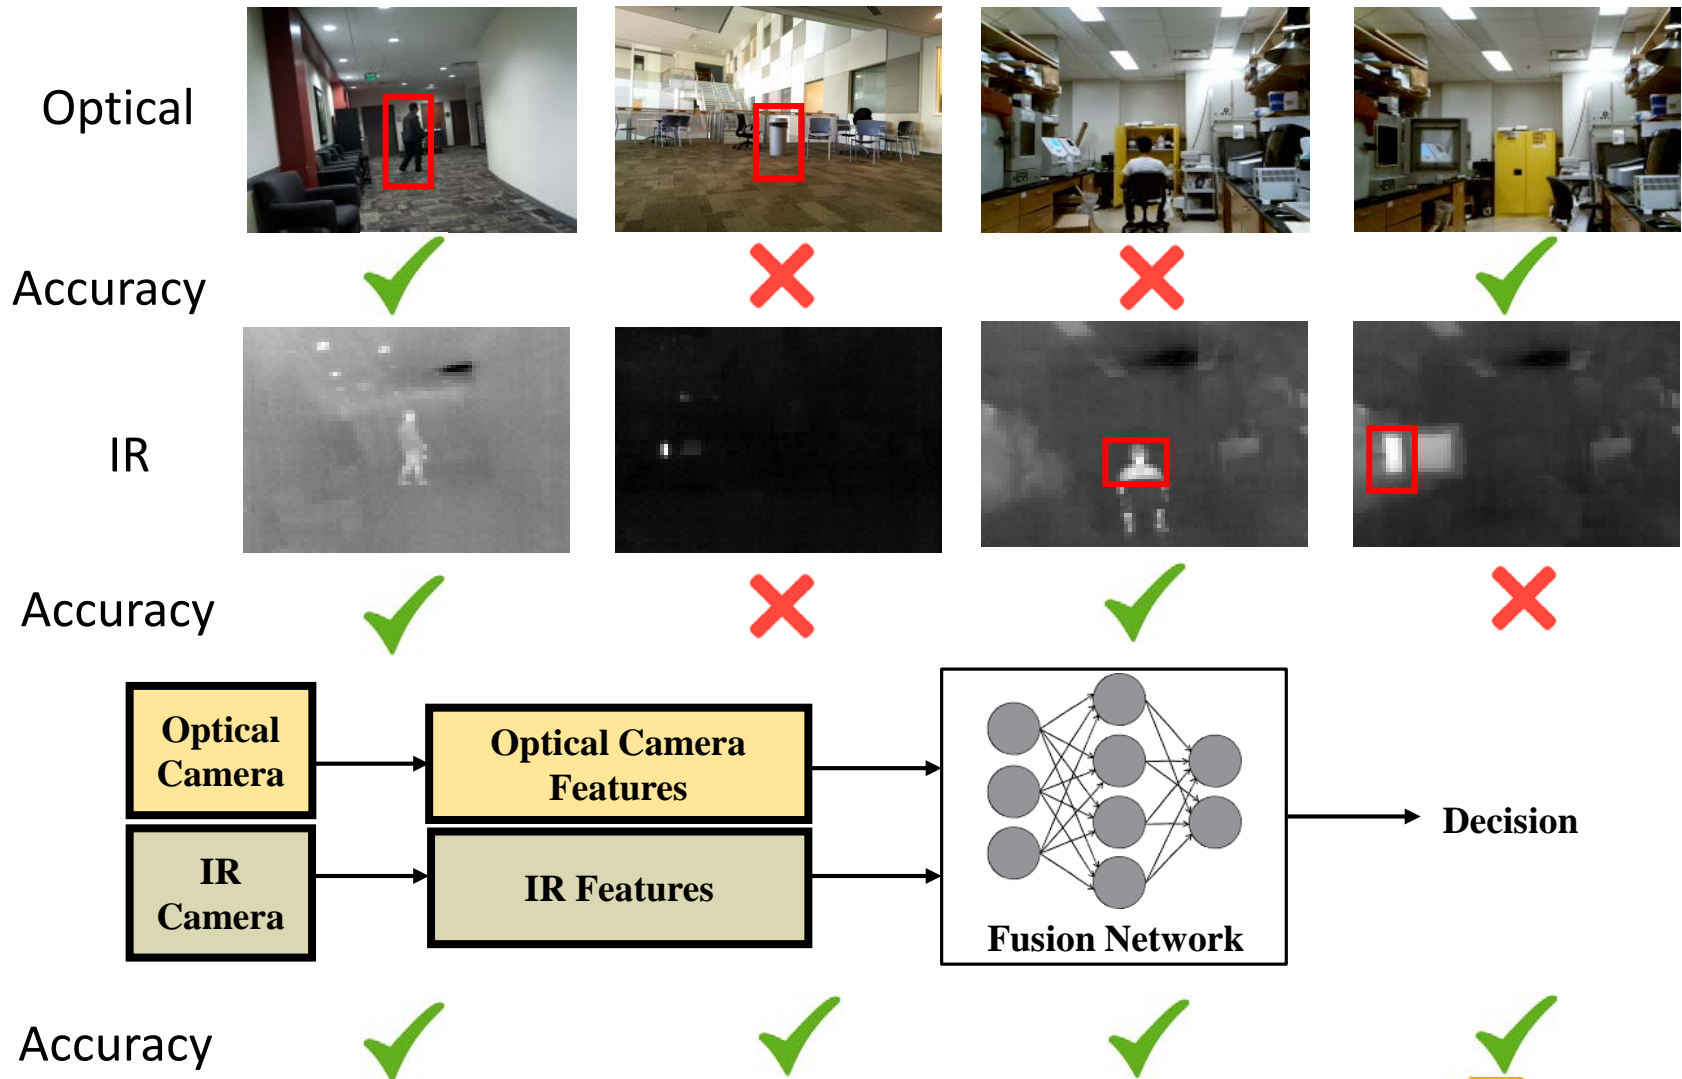 Optical
Accuracy
IR
Accuracy
Optical
Camera
Optical Camera
Features
IR
Camera
IR Features
Fusion Network
Decision
Accuracy